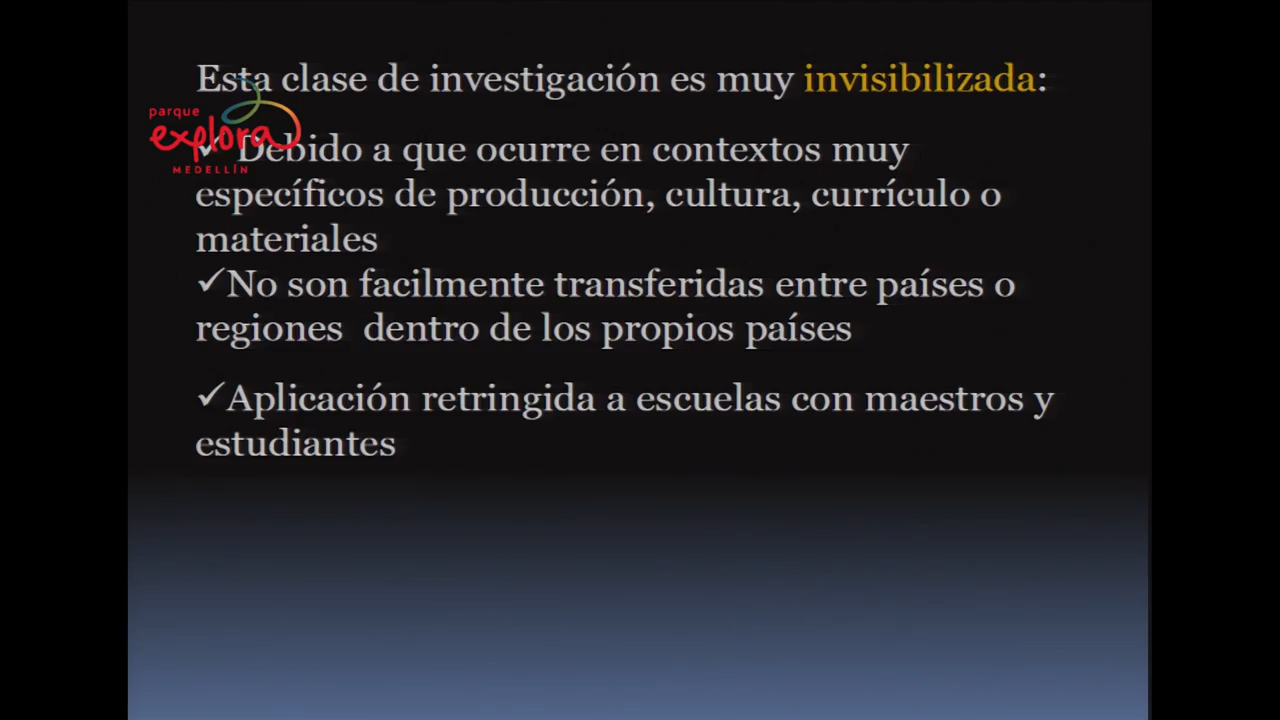 Esta clase de investigación es muy invisibilizada:
parque
explora
MEDELLÍN
✓ Debido a que ocurre en contextos muy
específicos de producción, cultura, currículo o
materiales
✓No son facilmente transferidas entre países o
regiones dentro de los propios países
✓Aplicación retringida a escuelas con maestros y
estudiantes